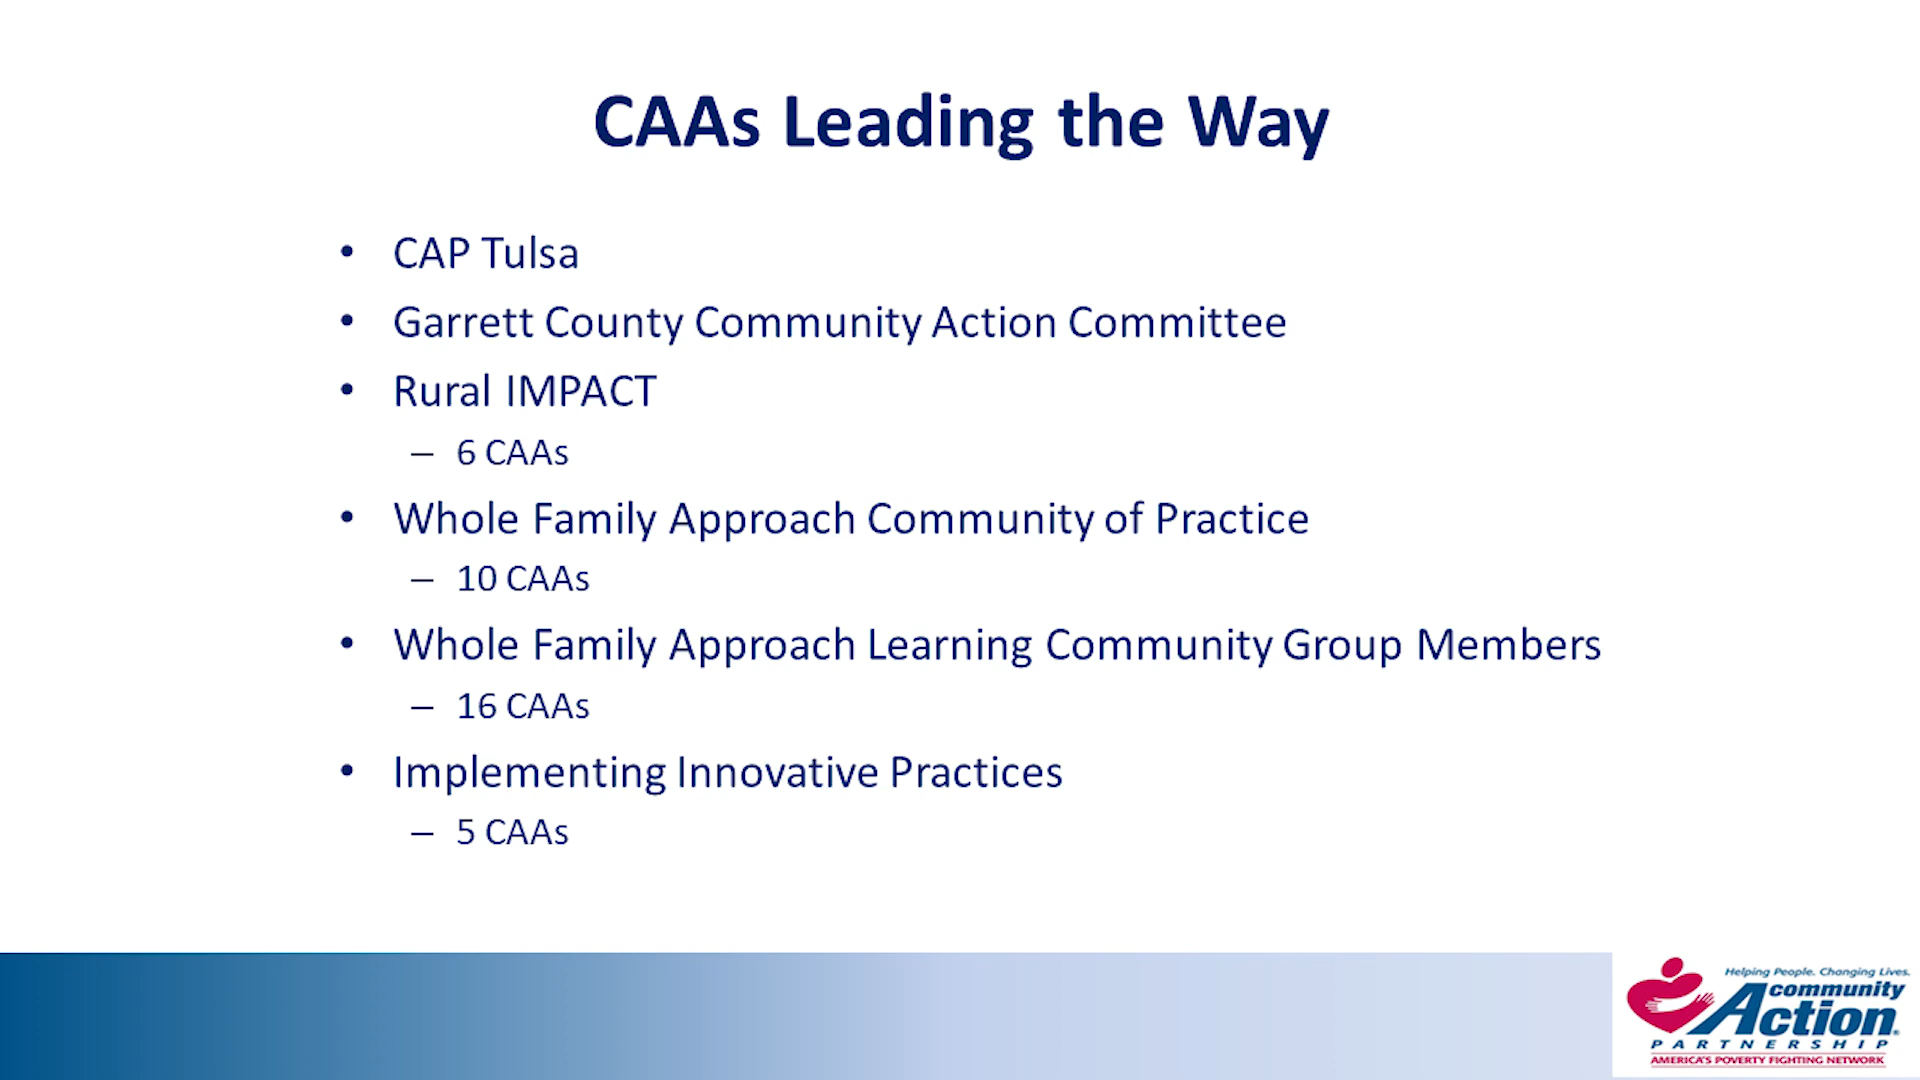 CAAs Leading the Way
• CAP Tulsa
• Garrett County Community Action Committee
• Rural IMPACT
– 6 CAAs
• Whole Family Approach Community of Practice
– 10 CAAs
• Whole Family Approach Learning Community Group Members
– 16 CAAs
• Implementing Innovative Practices
– 5 CAAs
Helping People. Changing Lives.
community
Action
PARTNERSHIP
AMERICA'S POVERTY FIGHTING NETWORK